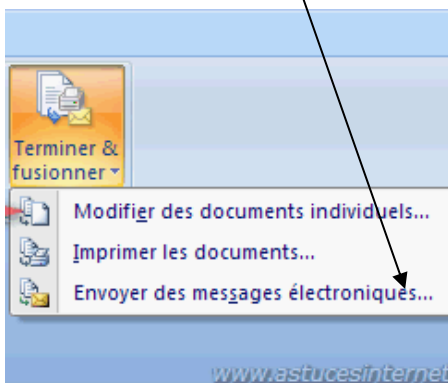 Terminer &
fusionner
Modifier des documents individuels...
Imprimer les documents...
Envoyer des messages électroniques...
www.astucesinternet